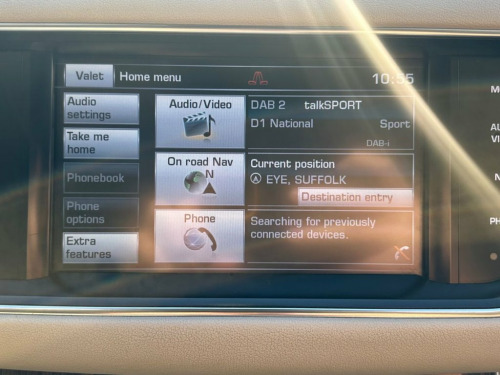 Valet
Home menu
10:55
Audio
settings
Take me
home
Phonebook
Phone
options
Extra
features
Audio/Video
DAB 2 talkSPORT
D1 National Sport
DAB-i
On road Nav
N
Current position
A EYE, SUFFOLK
Destination entry
Phone
Searching for previously
connected devices.